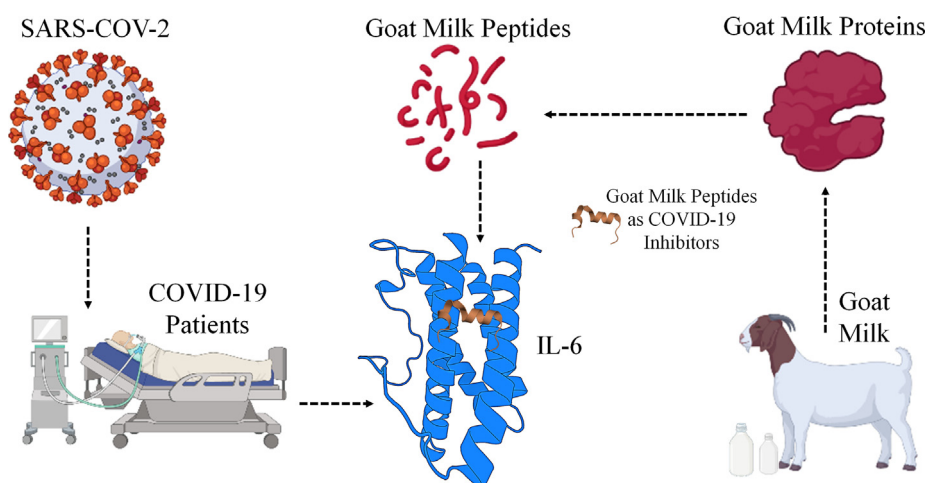 SARS-COV-2
Goat Milk Peptides
Goat Milk Proteins
Goat Milk Peptides
as COVID-19
Inhibitors
COVID-19
Patients
IL-6
Goat
Milk